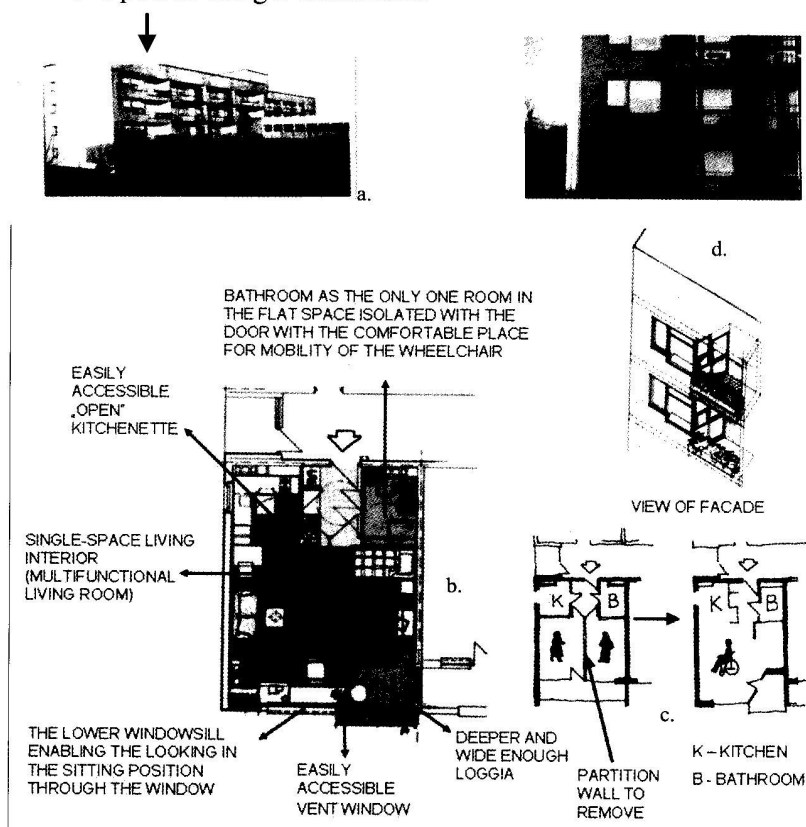 a.
d.
BATHROOM AS THE ONLY ONE ROOM IN
THE FLAT SPACE ISOLATED WITH THE
DOOR WITH THE COMFORTABLE PLACE
FOR MOBILITY OF THE WHEELCHAIR
EASILY
ACCESSIBLE
„OPEN"
KITCHENETTE
VIEW OF FACADE
SINGLE-SPACE LIVING
INTERIOR
(MULTIFUNCTIONAL
LIVING ROOM)
b.
K
B
K
B
c.
THE LOWER WINDOWSILL
ENABLING THE LOOKING IN
THE SITTING POSITION
THROUGH THE WINDOW
EASILY
ACCESSIBLE
VENT WINDOW
DEEPER AND
WIDE ENOUGH
LOGGIA
PARTITION
WALL TO
REMOVE
K – KITCHEN
B - BATHROOM